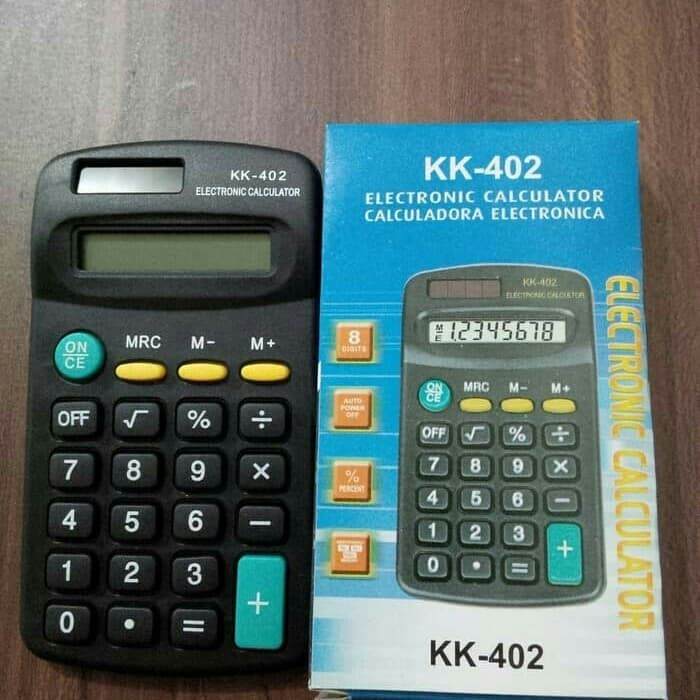 KK-402
ELECTRONIC CALCULATOR
MRC M- M+
ON
CE
OFF √ % ÷
7 8 9 ×
4 5 6 −
1 2 3 +
0 • =
KK-402
ELECTRONIC CALCULATOR
CALCULADORA ELECTRONICA
KK-402
ELECTRONIC CALCULATOR
M
E 1,2345678
8
DIGITS
AUTO
POWER
OFF
%
PERCENT
MRC M- M+
ON
CE
OFF √ % ÷
7 8 9 ×
4 5 6 −
1 2 3 +
0 • =
ELECTRONIC CALCULATOR
KK-402